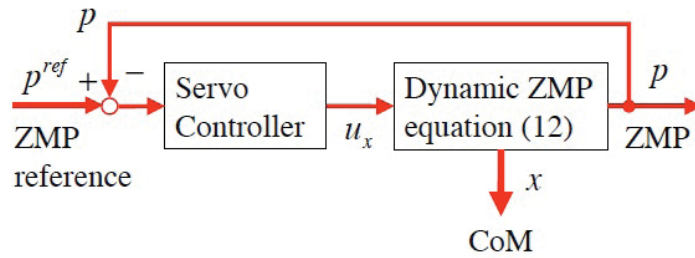 p
p^ref + −
Servo
Controller
Dynamic ZMP
equation (12)
p
ZMP
reference
u_x
x
ZMP
CoM